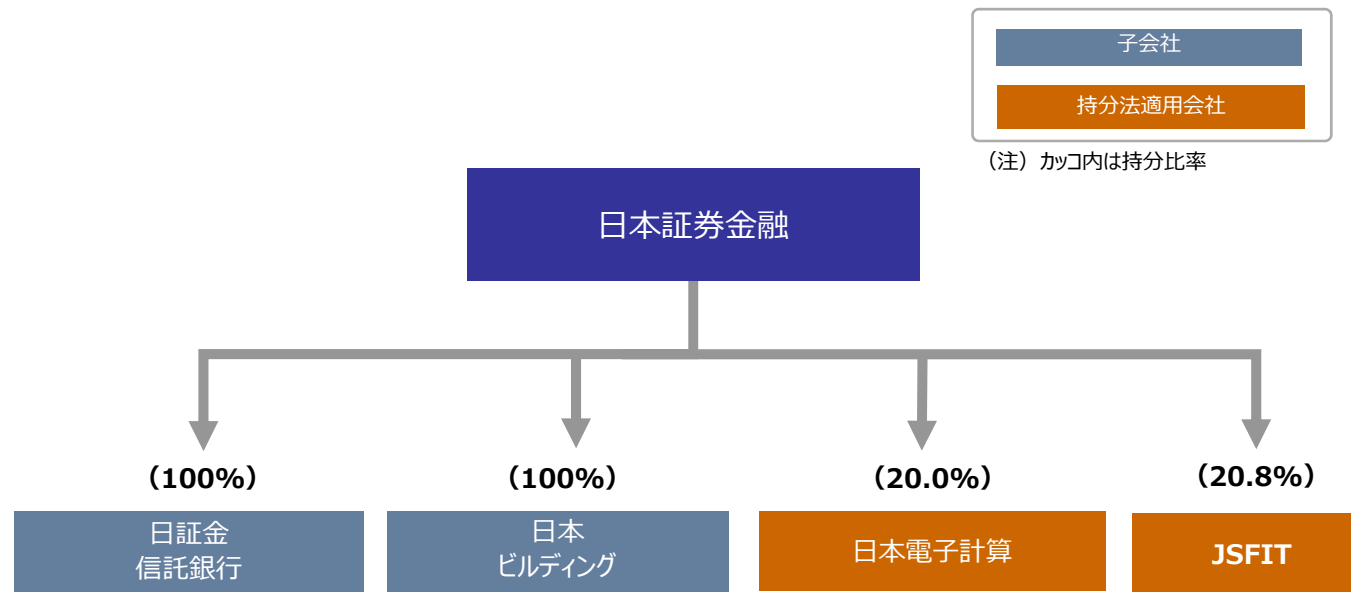 子会社
持分法適用会社
（注）カッコ内は持分比率
日本証券金融
（100%）
（100%）
（20.0%）
（20.8%）
日証金
信託銀行
日本
ビルディング
日本電子計算
JSFIT